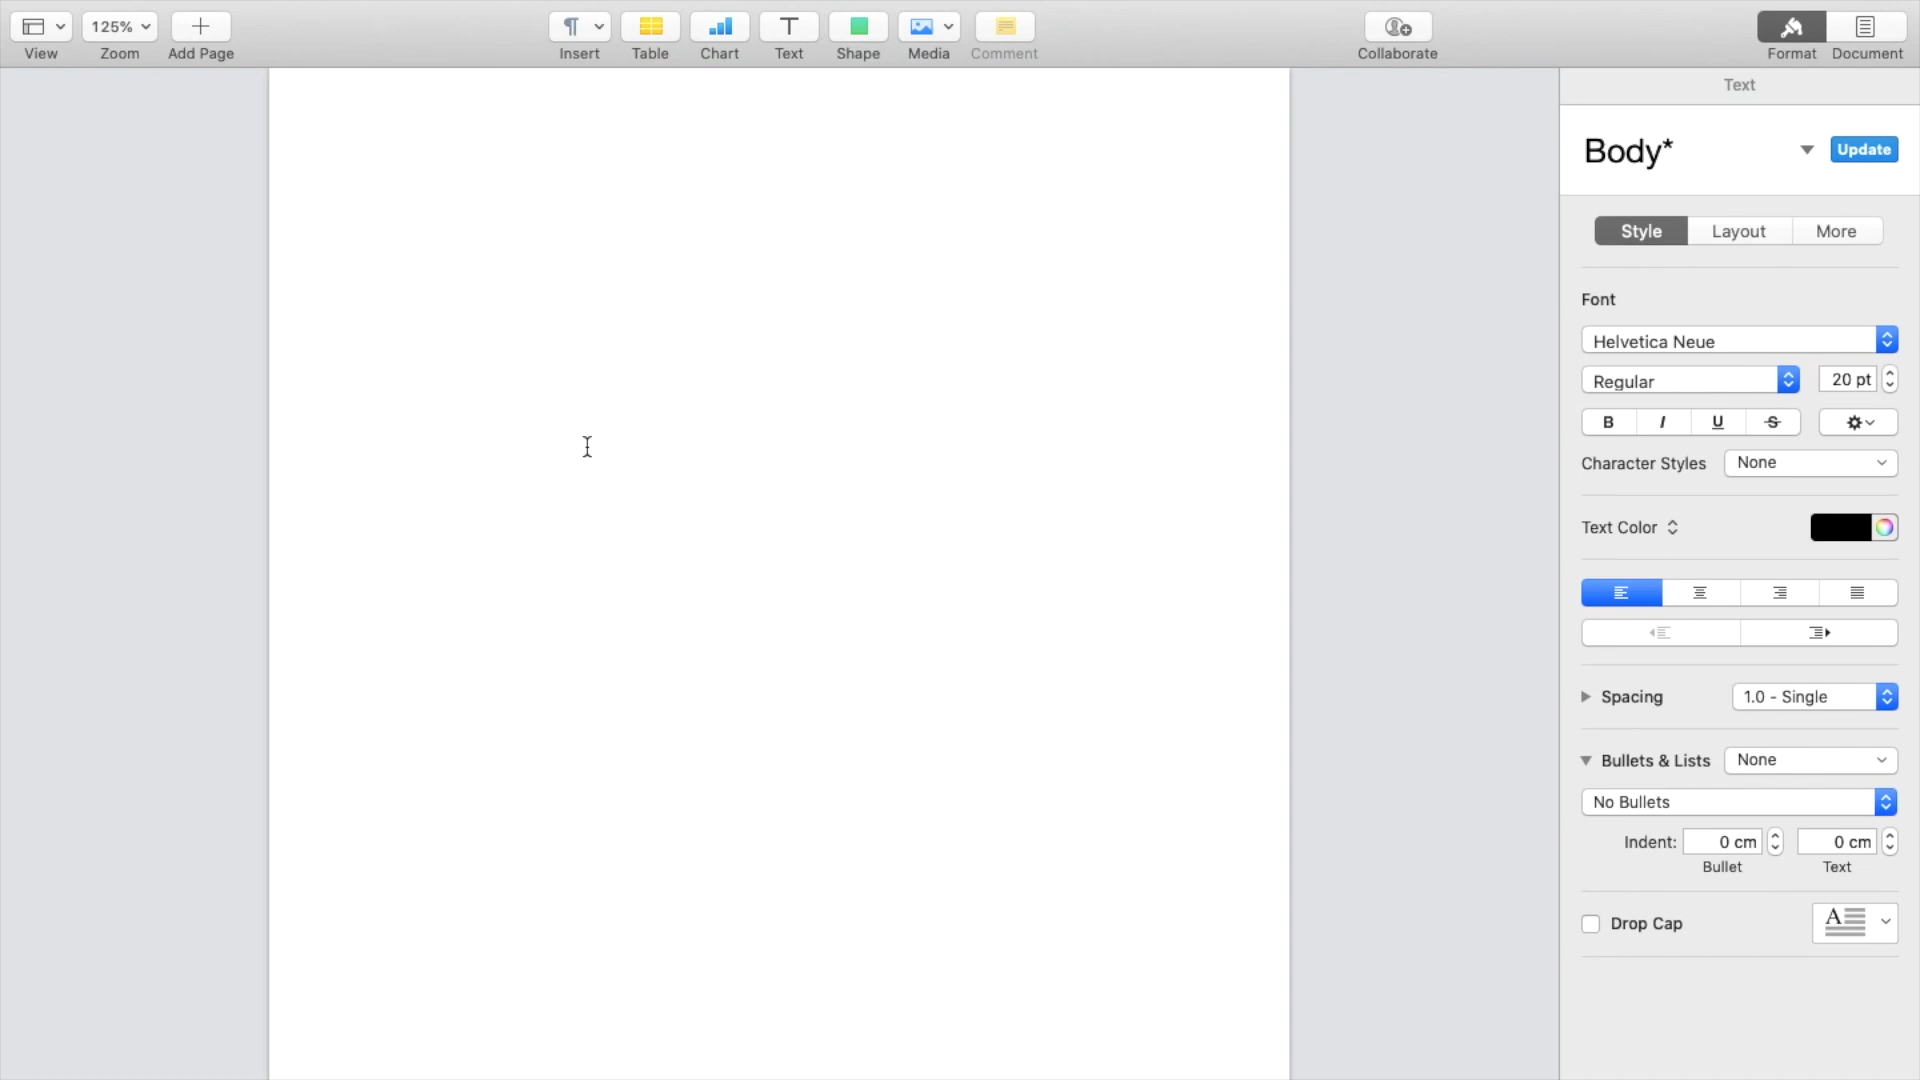 125%
View
Zoom
Add Page
Insert
Table
Chart
Text
Shape
Media
Comment
Collaborate
Format
Document
Text
Body*
Update
Style
Layout
More
Font
Helvetica Neue
Regular
20 pt
B I U S
Character Styles
None
Text Color
Spacing
1.0 - Single
Bullets & Lists
None
No Bullets
Indent:
0 cm
0 cm
Bullet
Text
Drop Cap
A